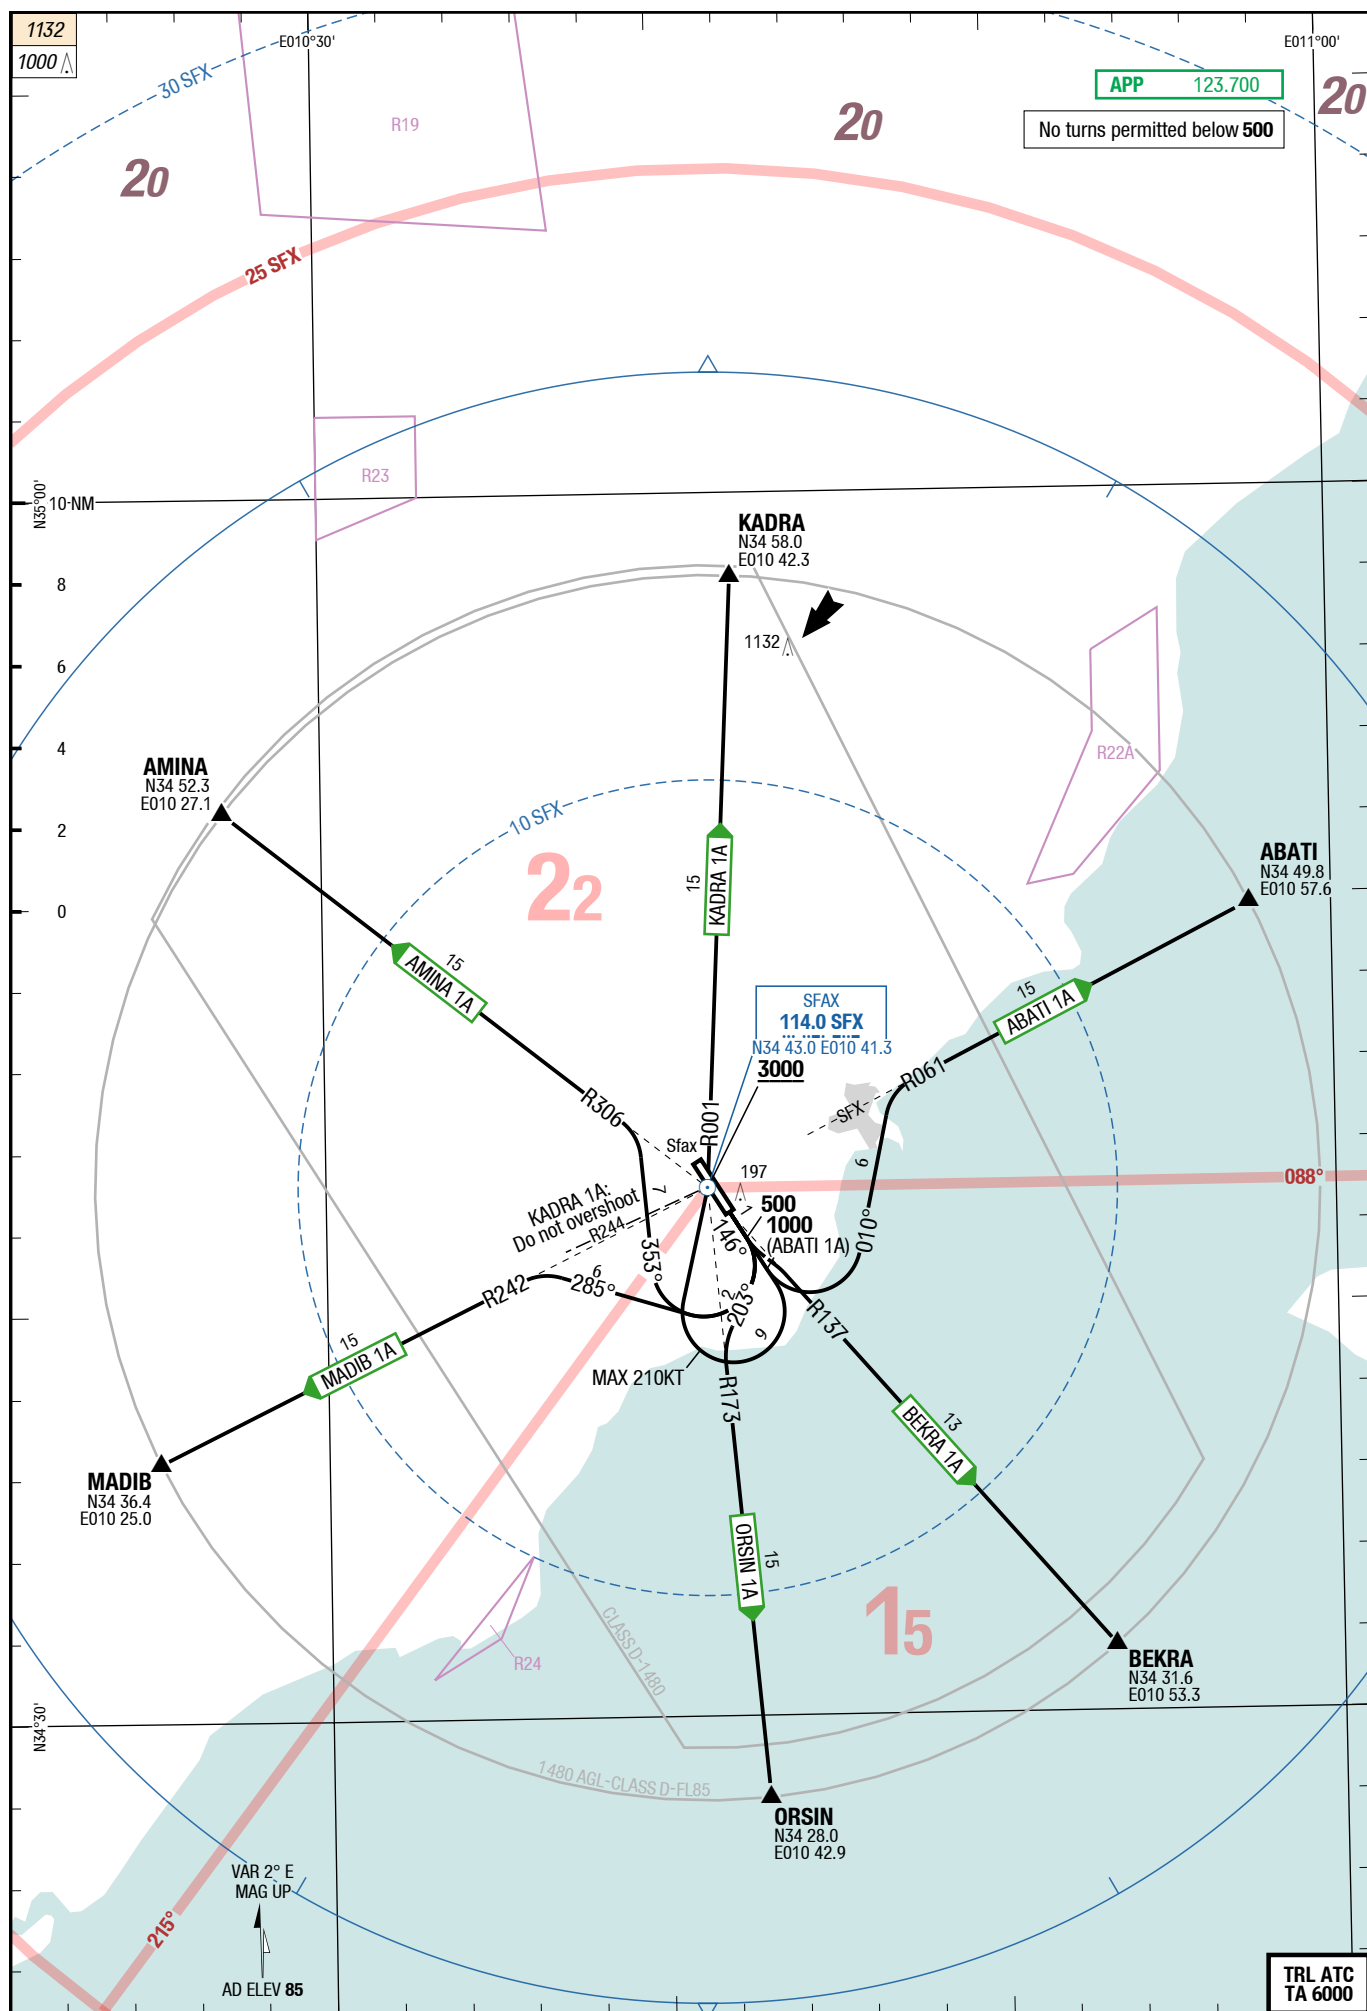 1132
1000
E010°30'
E011°00'
30 SFX
R19
20
20
20
APP 123.700
No turns permitted below 500
25 SFX
R23
N35°00'
10 NM
8
6
4
2
0
KADRA
N34 58.0
E010 42.3
1132
AMINA
N34 52.3
E010 27.1
10 SFX
22
R22A
ABATI
N34 49.8
E010 57.6
15
KADRA 1A
15
AMINA 1A
15
ABATI 1A
SFAX
114.0 SFX
N34 43.0 E010 41.3
3000
R306
R001
R061
SFX
Sfax
197
088°
KADRA 1A:
Do not overshoot
R244
7
353°
146°
1
500
1000
(ABATI 1A)
010°
9
R242
6
285°
2
203°
9
R137
MAX 210KT
R173
15
MADIB 1A
MADIB
N34 36.4
E010 25.0
13
BEKRA 1A
15
ORSIN 1A
15
CLASS D-1480
R24
BEKRA
N34 31.6
E010 53.3
N34°30'
1480 AGL-CLASS D-FL85
ORSIN
N34 28.0
E010 42.9
215°
VAR 2° E
MAG UP
AD ELEV 85
TRL ATC
TA 6000